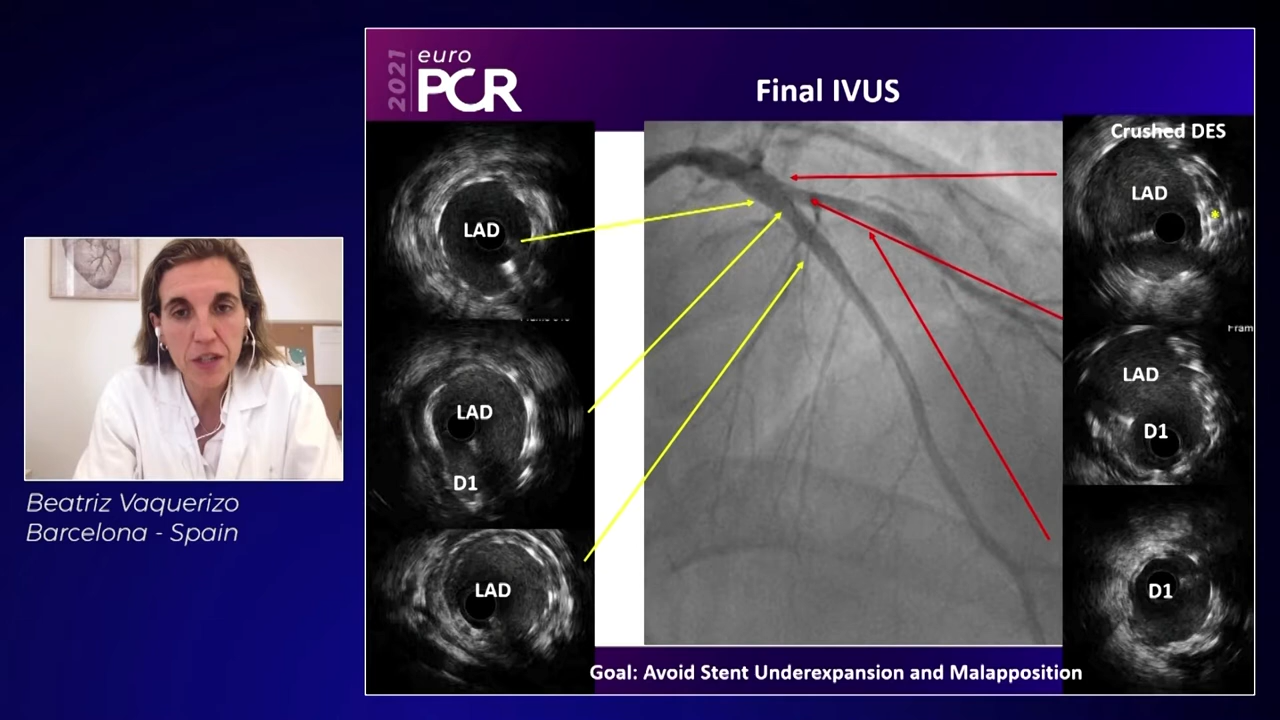 2021
euro
PCR
Final IVUS
LAD
LAD
D1
LAD
Crushed DES
LAD
*
Fram
LAD
D1
D1
Goal: Avoid Stent Underexpansion and Malapposition
Beatriz Vaquerizo
Barcelona - Spain